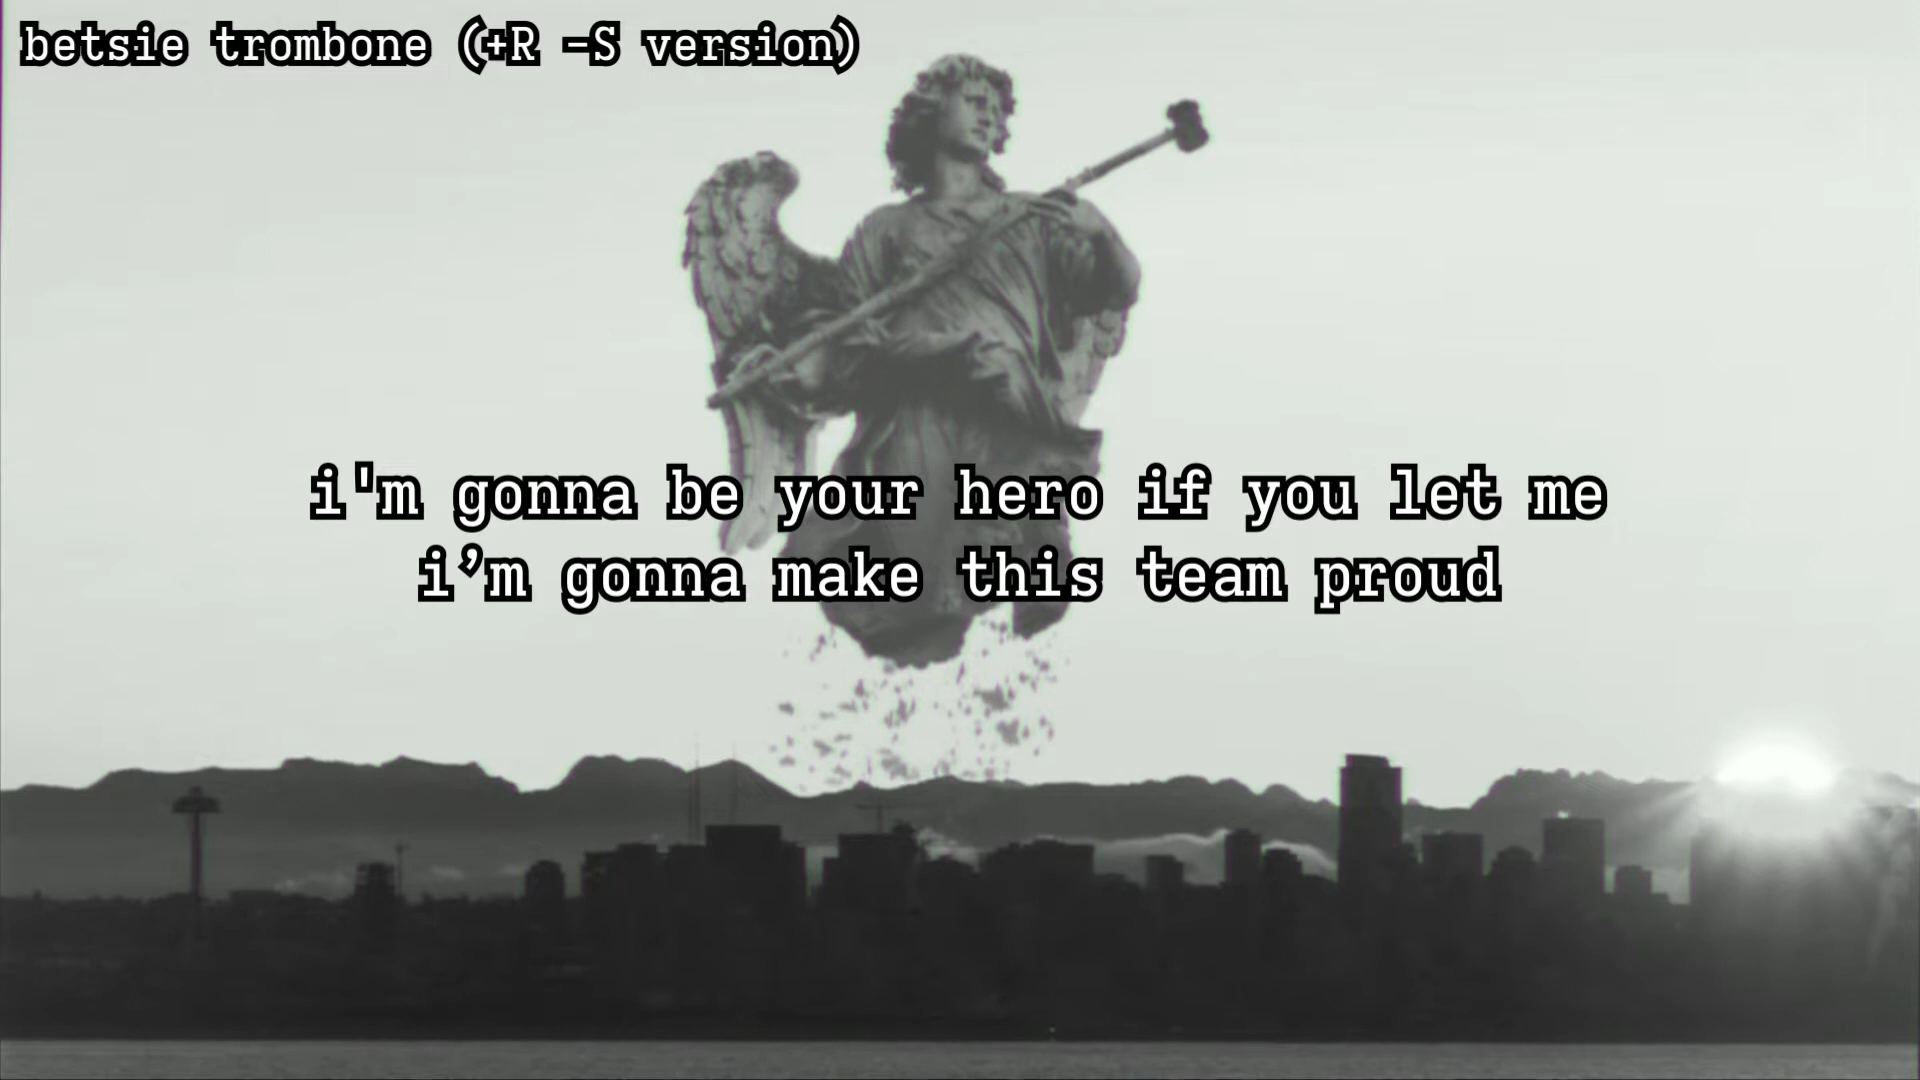 betsie trombone (+R -S version)
i'm gonna be your hero if you let me
i’m gonna make this team proud